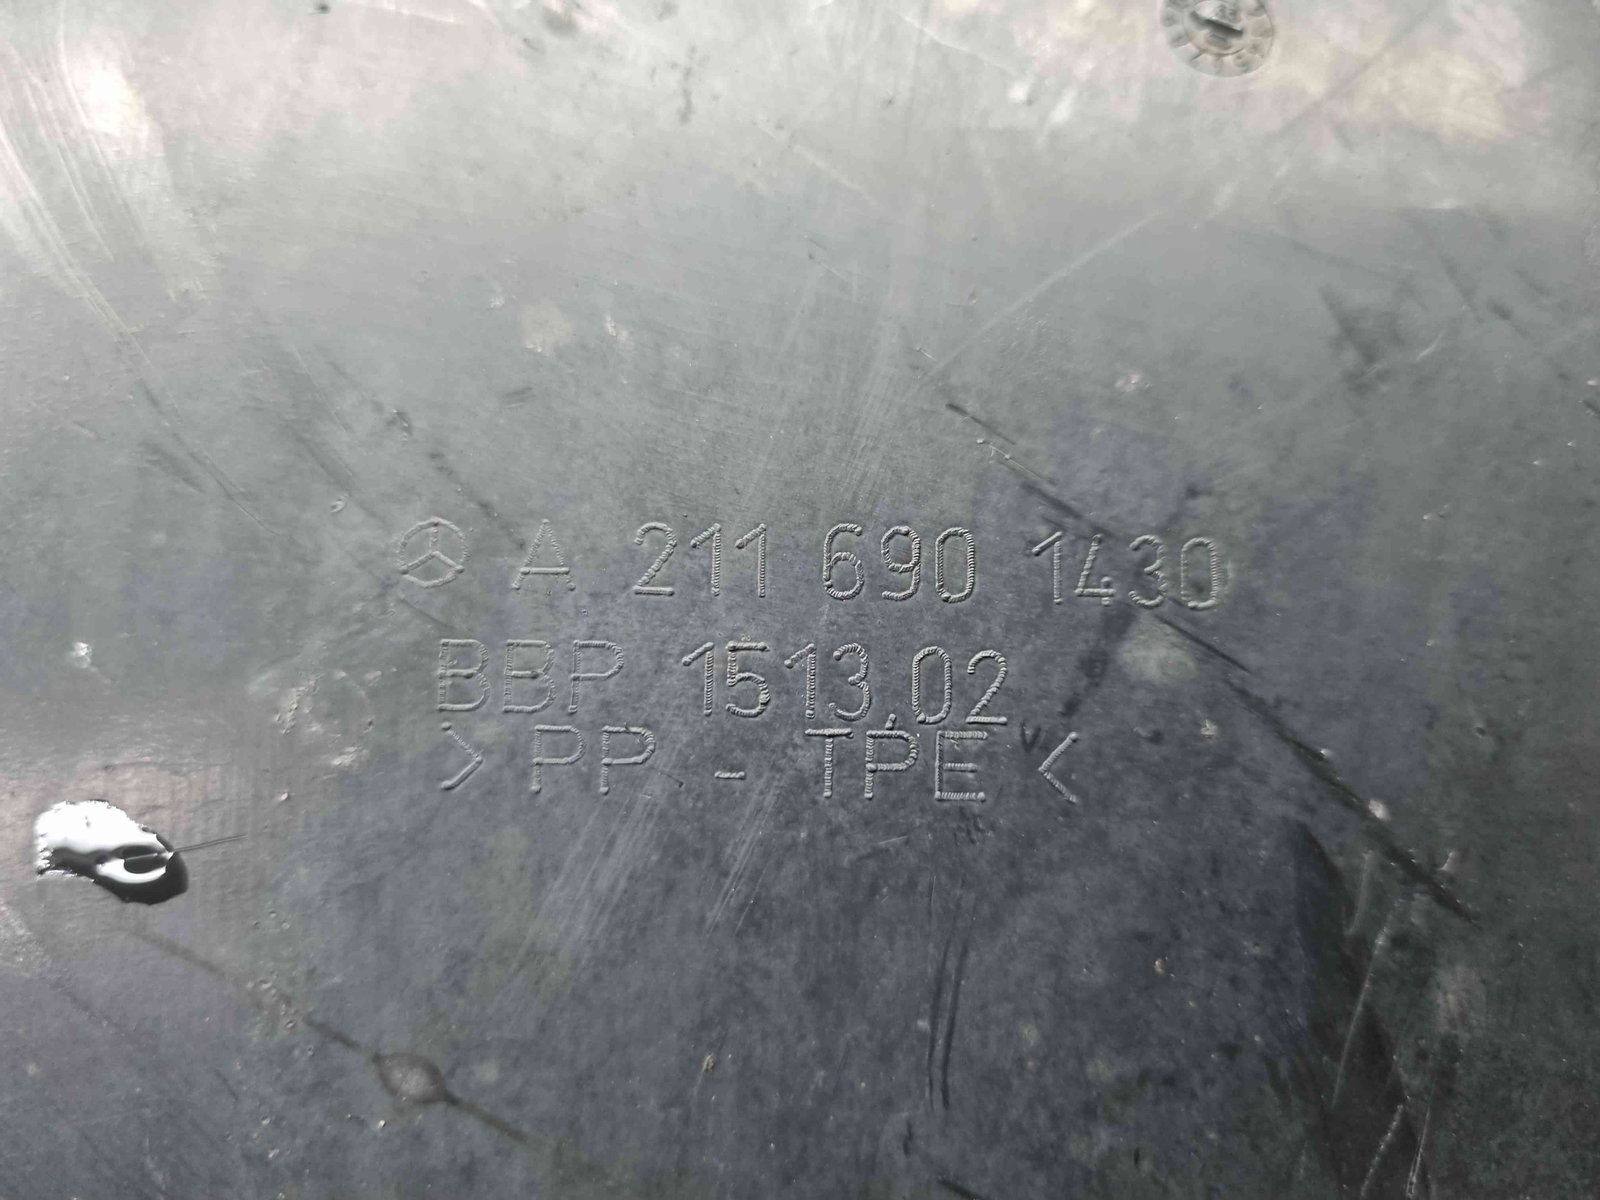 A 211 690 1430
BBP 1513.02
>PP - TPE<